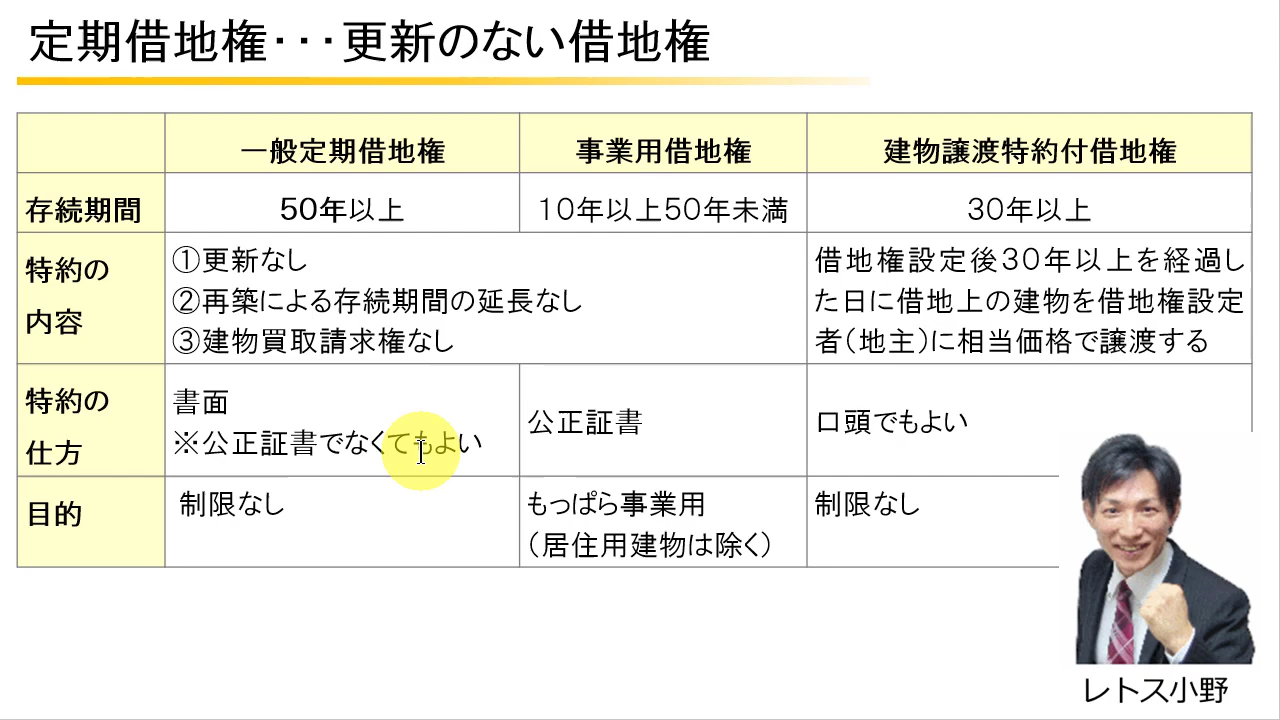 定期借地権･･･更新のない借地権
一般定期借地権
事業用借地権
建物譲渡特約付借地権
存続期間
50年以上
10年以上50年未満
30年以上
特約の
内容
①更新なし
②再築による存続期間の延長なし
③建物買取請求権なし
借地権設定後30年以上を経過し
た日に借地上の建物を借地権設定
者(地主)に相当価格で譲渡する
特約の
仕方
書面
※公正証書でなくてもよい
公正証書
口頭でもよい
目的
制限なし
もっぱら事業用
(居住用建物は除く)
制限なし
レトス小野